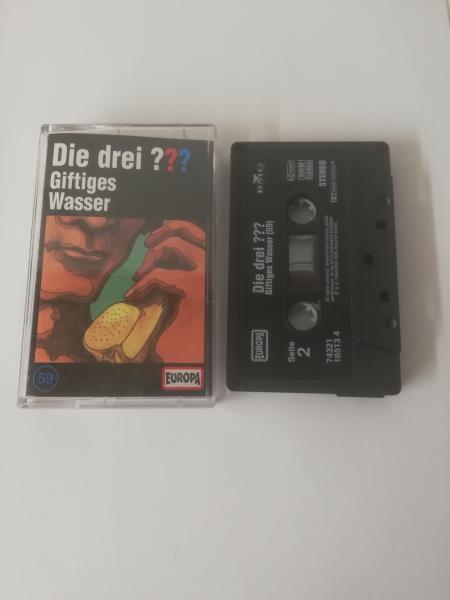 Die drei ???
Giftiges
Wasser
59
EUROPA
BMG
STEREO
Die drei ???
Giftiges Wasser (59)
EUROPA
Seite
2
74321
18513 4